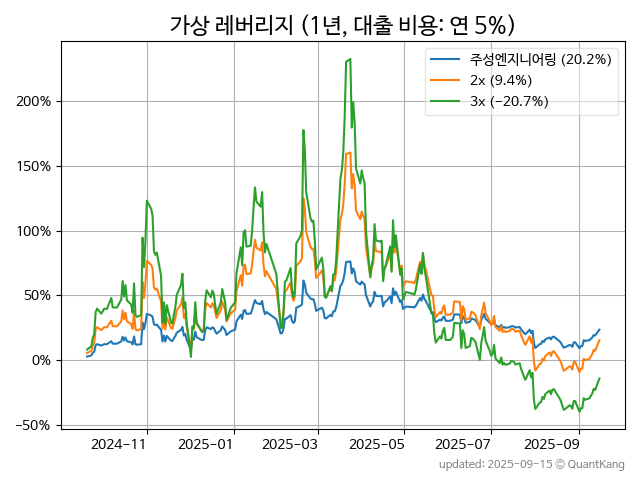 가상 레버리지 (1년, 대출 비용: 연 5%)
주성엔지니어링 (20.2%)
2x (9.4%)
3x (−20.7%)
200%
150%
100%
50%
0%
−50%
2024-11 2025-01 2025-03 2025-05 2025-07 2025-09
updated: 2025-09-15 © QuantKang